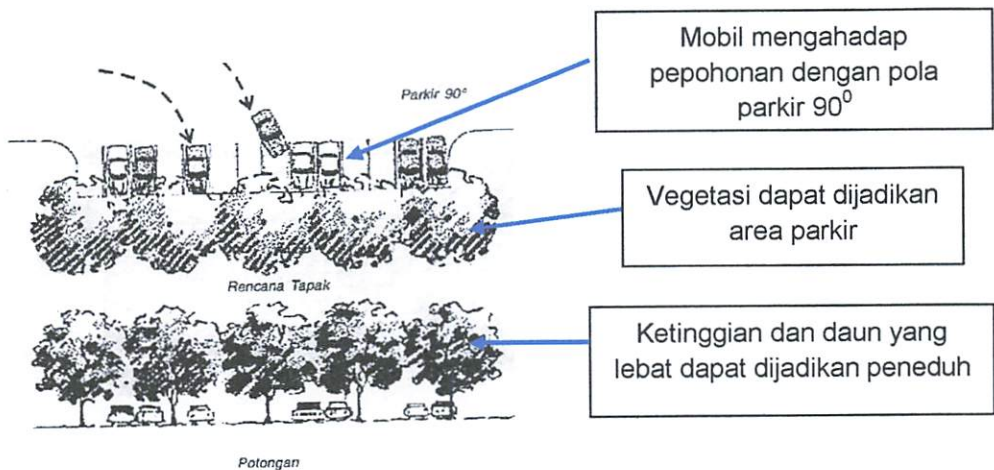 Parkir 90°
Mobil mengahadap
pepohonan dengan pola
parkir 90⁰
Vegetasi dapat dijadikan
area parkir
Rencana Tapak
Ketinggian dan daun yang
lebat dapat dijadikan peneduh
Potongan